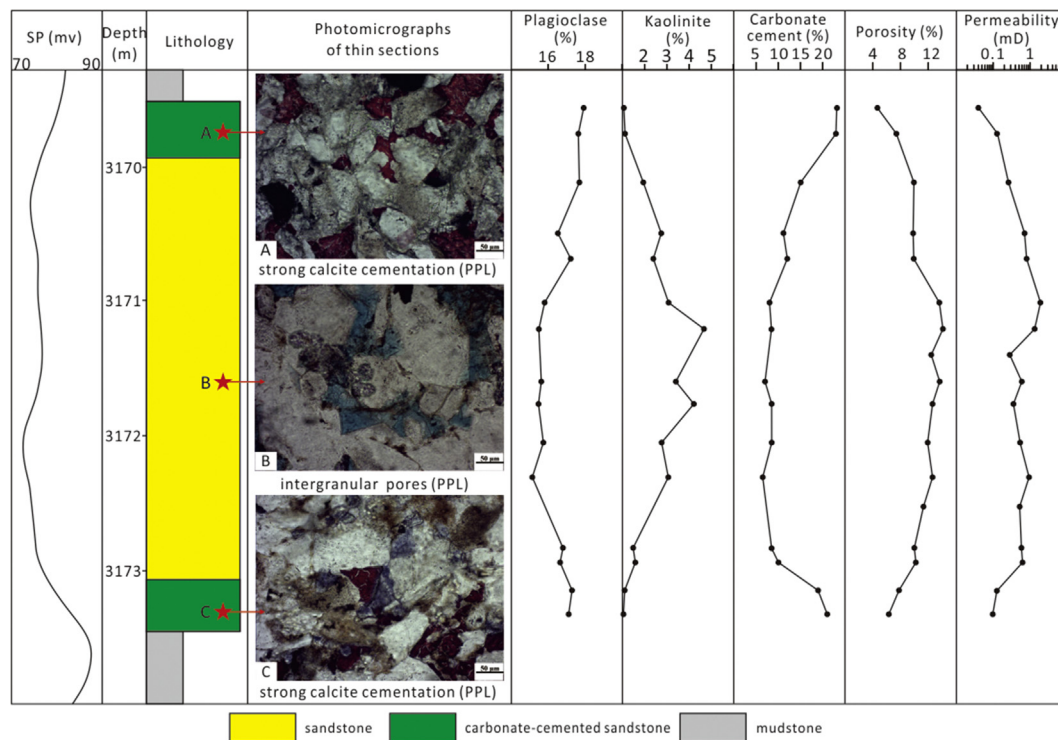 SP (mv)
70 90
Depth
(m)
Lithology
Photomicrographs
of thin sections
Plagioclase
(%)
16 18
Kaolinite
(%)
0 2 3 4 5
Carbonate
cement (%)
5 10 15 20
Porosity (%)
4 8 12
Permeability
(mD)
0.1 1
3170
3171
3172
3173
A
B
C
A
50 μm
strong calcite cementation (PPL)
B
50 μm
intergranular pores (PPL)
C
50 μm
strong calcite cementation (PPL)
sandstone
carbonate-cemented sandstone
mudstone